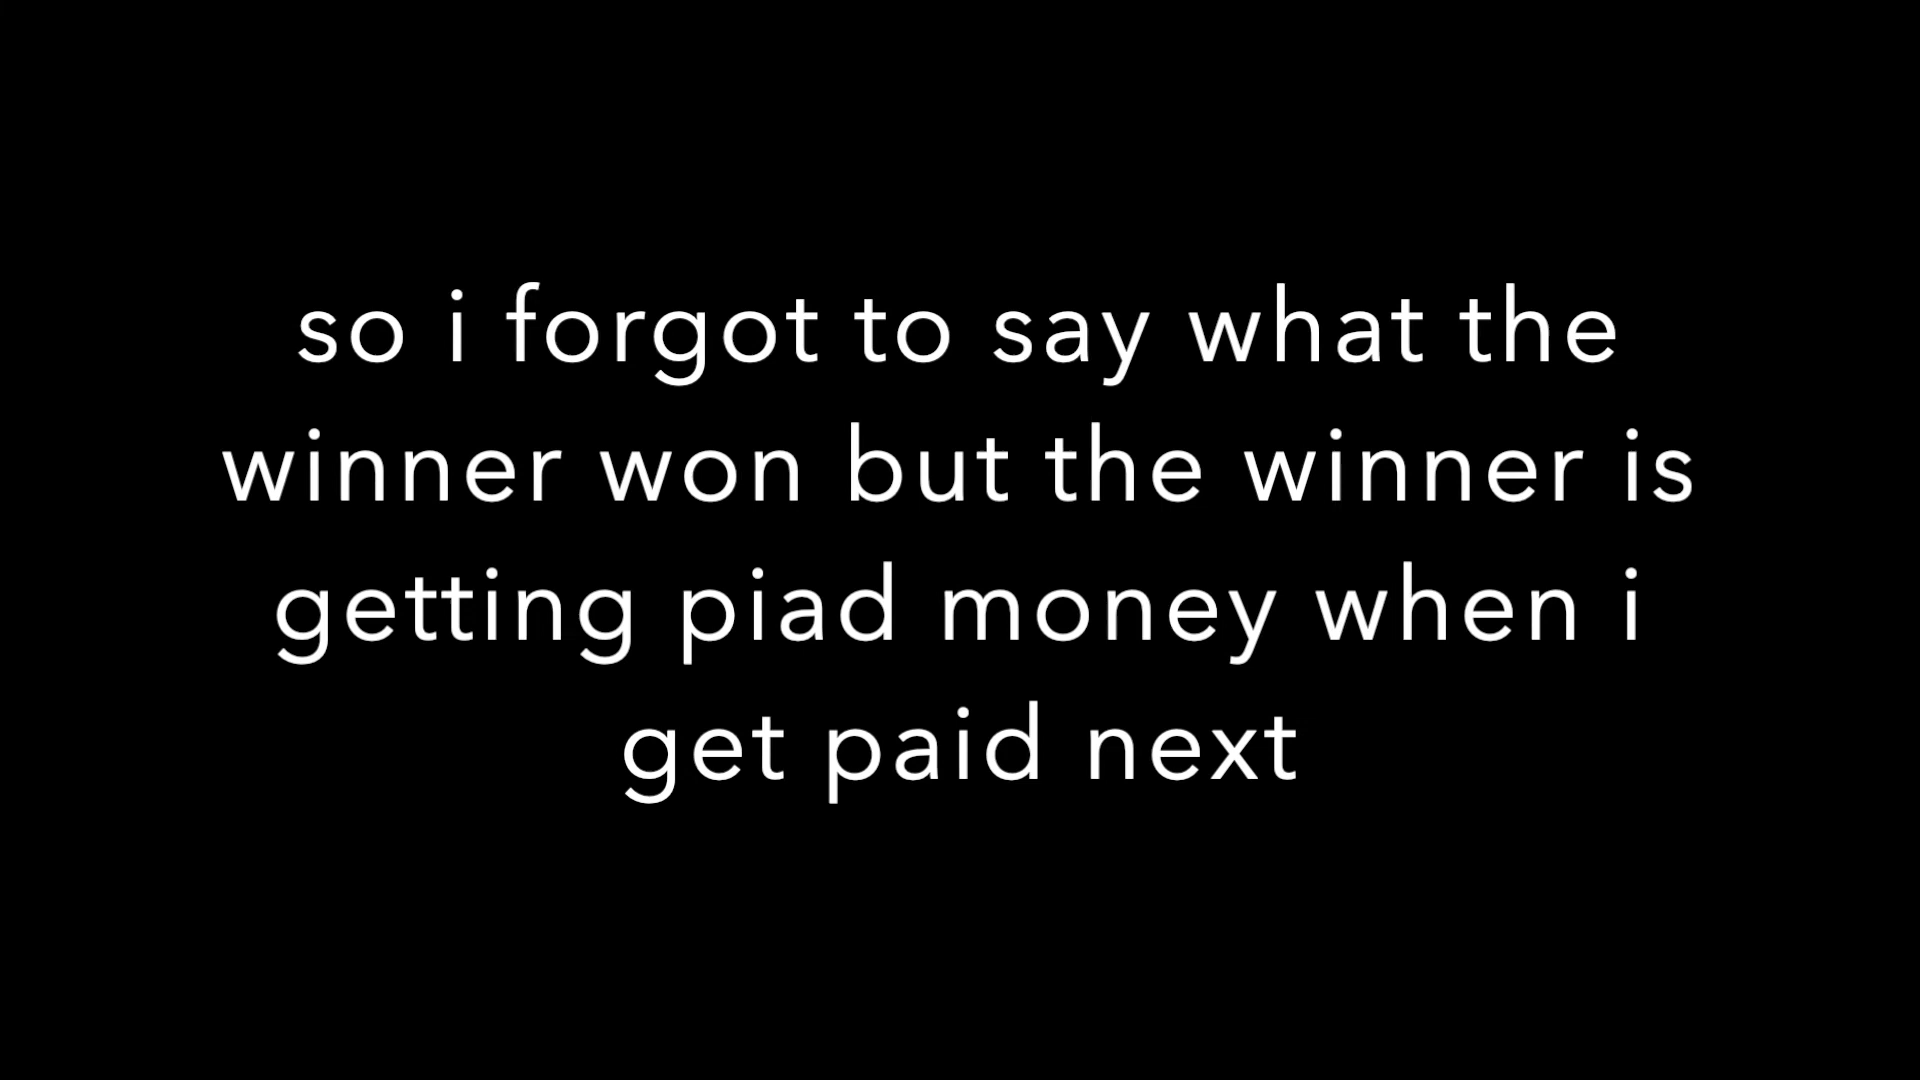 so i forgot to say what the
winner won but the winner is
getting piad money when i
get paid next